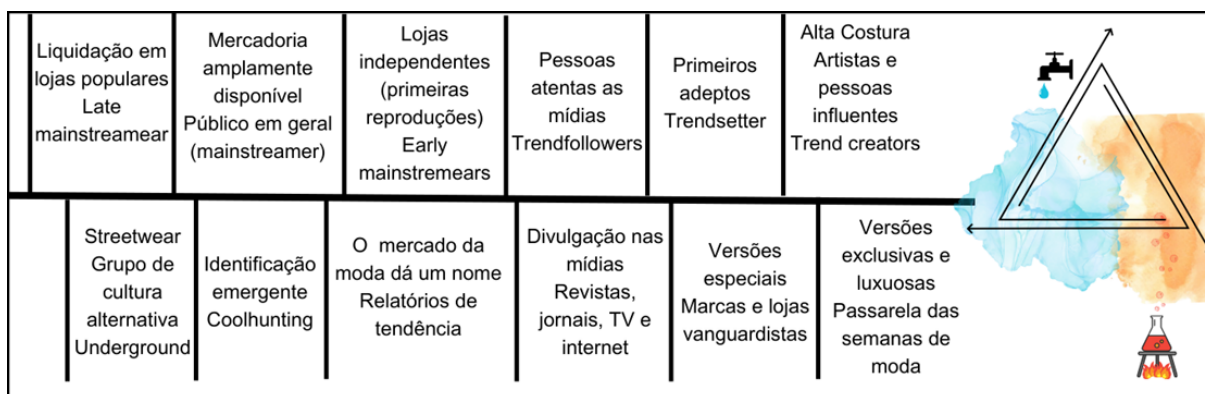 Liquidação em
lojas populares
Late
mainstreamear
Mercadoria
amplamente
disponível
Público em geral
(mainstreamer)
Lojas
independentes
(primeiras
reproduções)
Early
mainstremears
Pessoas
atentas as
mídias
Trendfollowers
Primeiros
adeptos
Trendsetter
Alta Costura
Artistas e
pessoas
influentes
Trend creators
Streetwear
Grupo de
cultura
alternativa
Underground
Identificação
emergente
Coolhunting
O mercado da
moda dá um nome
Relatórios de
tendência
Divulgação nas
mídias
Revistas,
jornais, TV e
internet
Versões
especiais
Marcas e lojas
vanguardistas
Versões
exclusivas e
luxuosas
Passarela das
semanas de
moda